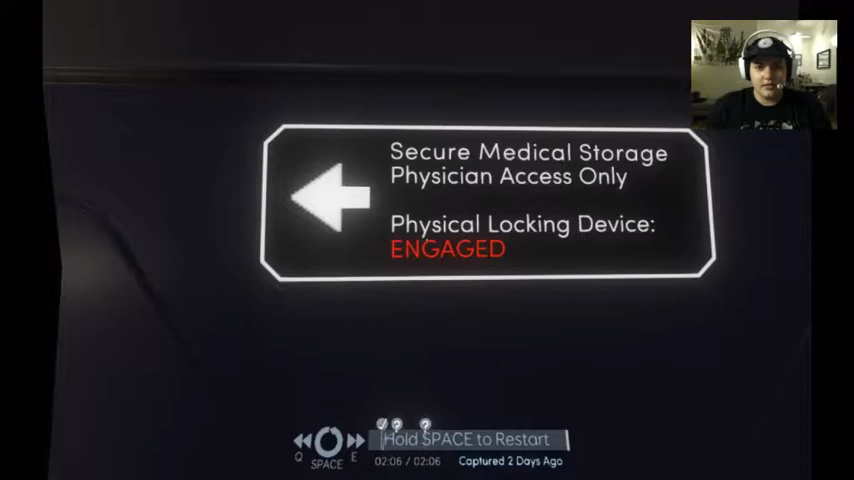 Secure Medical Storage
Physician Access Only
Physical Locking Device:
ENGAGED
Hold SPACE to Restart
Q
SPACE
E
02:06 / 02:06
Captured 2 Days Ago